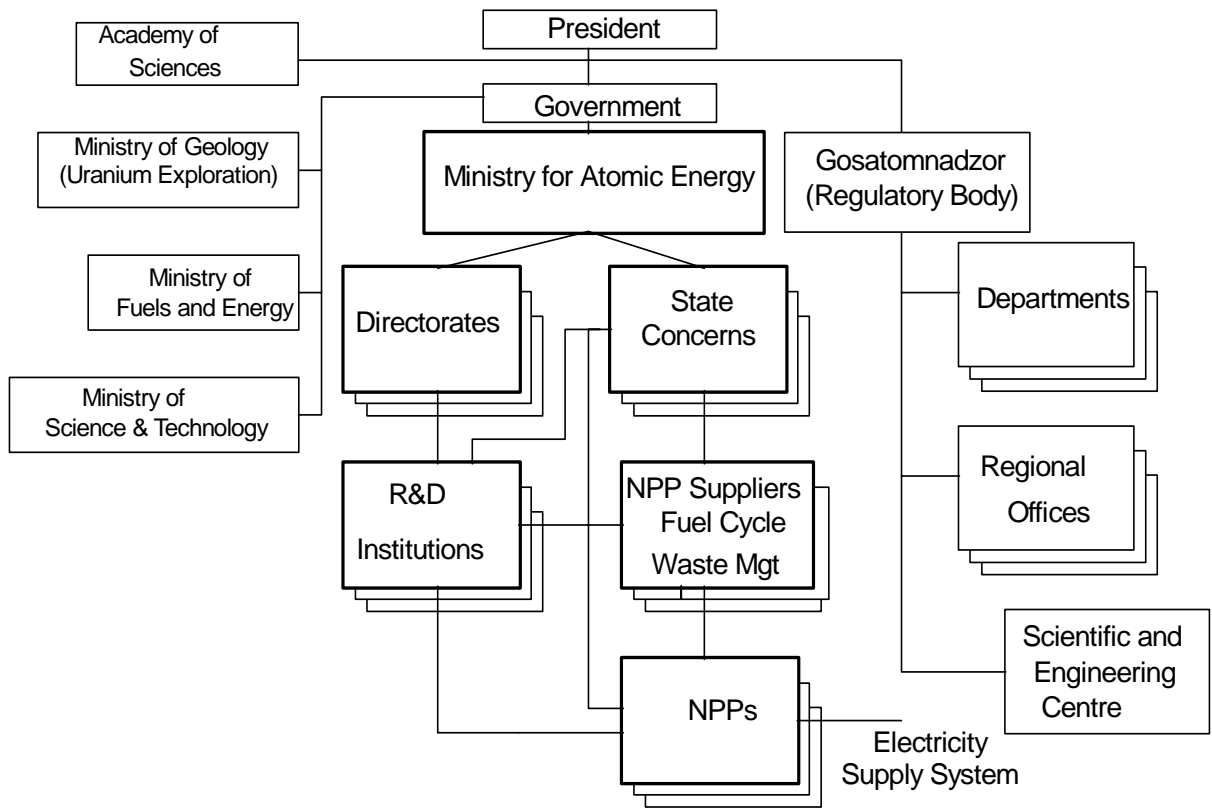 President
Academy of
Sciences
Government
Ministry of Geology
(Uranium Exploration)
Ministry for Atomic Energy
Gosatomnadzor
(Regulatory Body)
Ministry of
Fuels and Energy
Directorates
State
Concerns
Departments
Ministry of
Science & Technology
R&D
Institutions
NPP Suppliers
Fuel Cycle
Waste Mgt
Regional
Offices
Scientific and
Engineering
Centre
NPPs
Electricity
Supply System